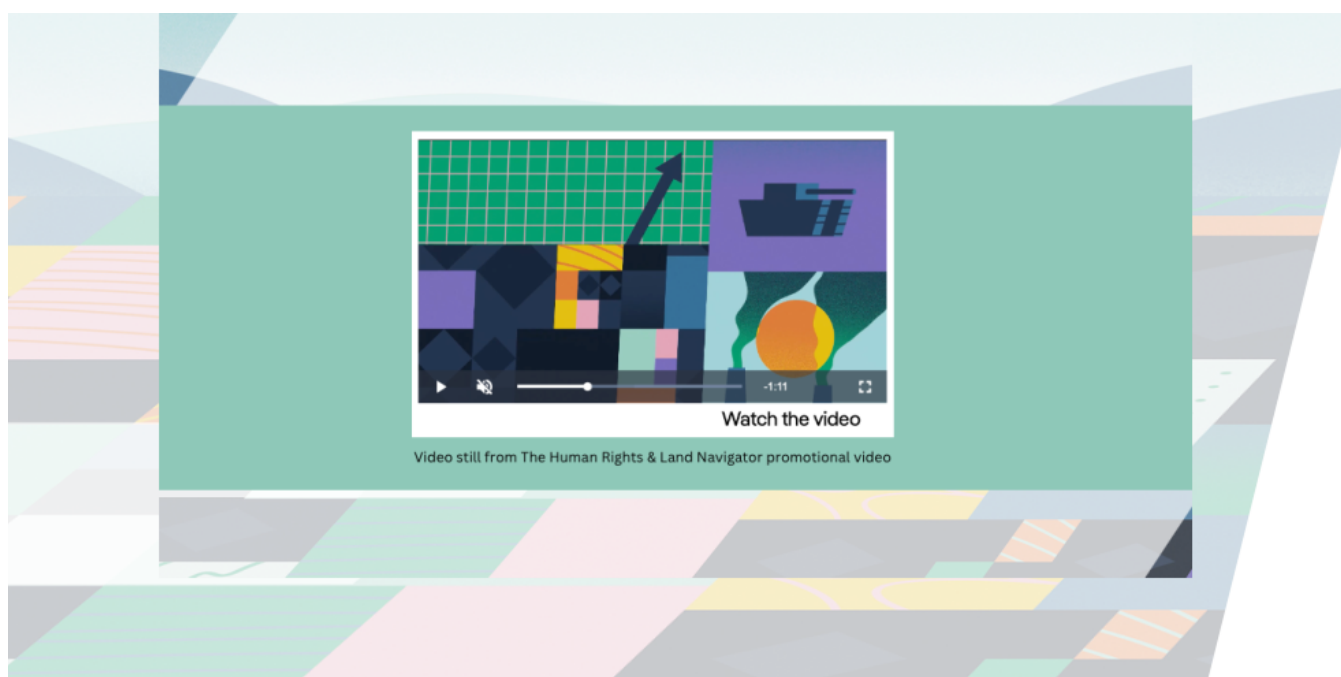 -1:11
Watch the video
Video still from The Human Rights & Land Navigator promotional video